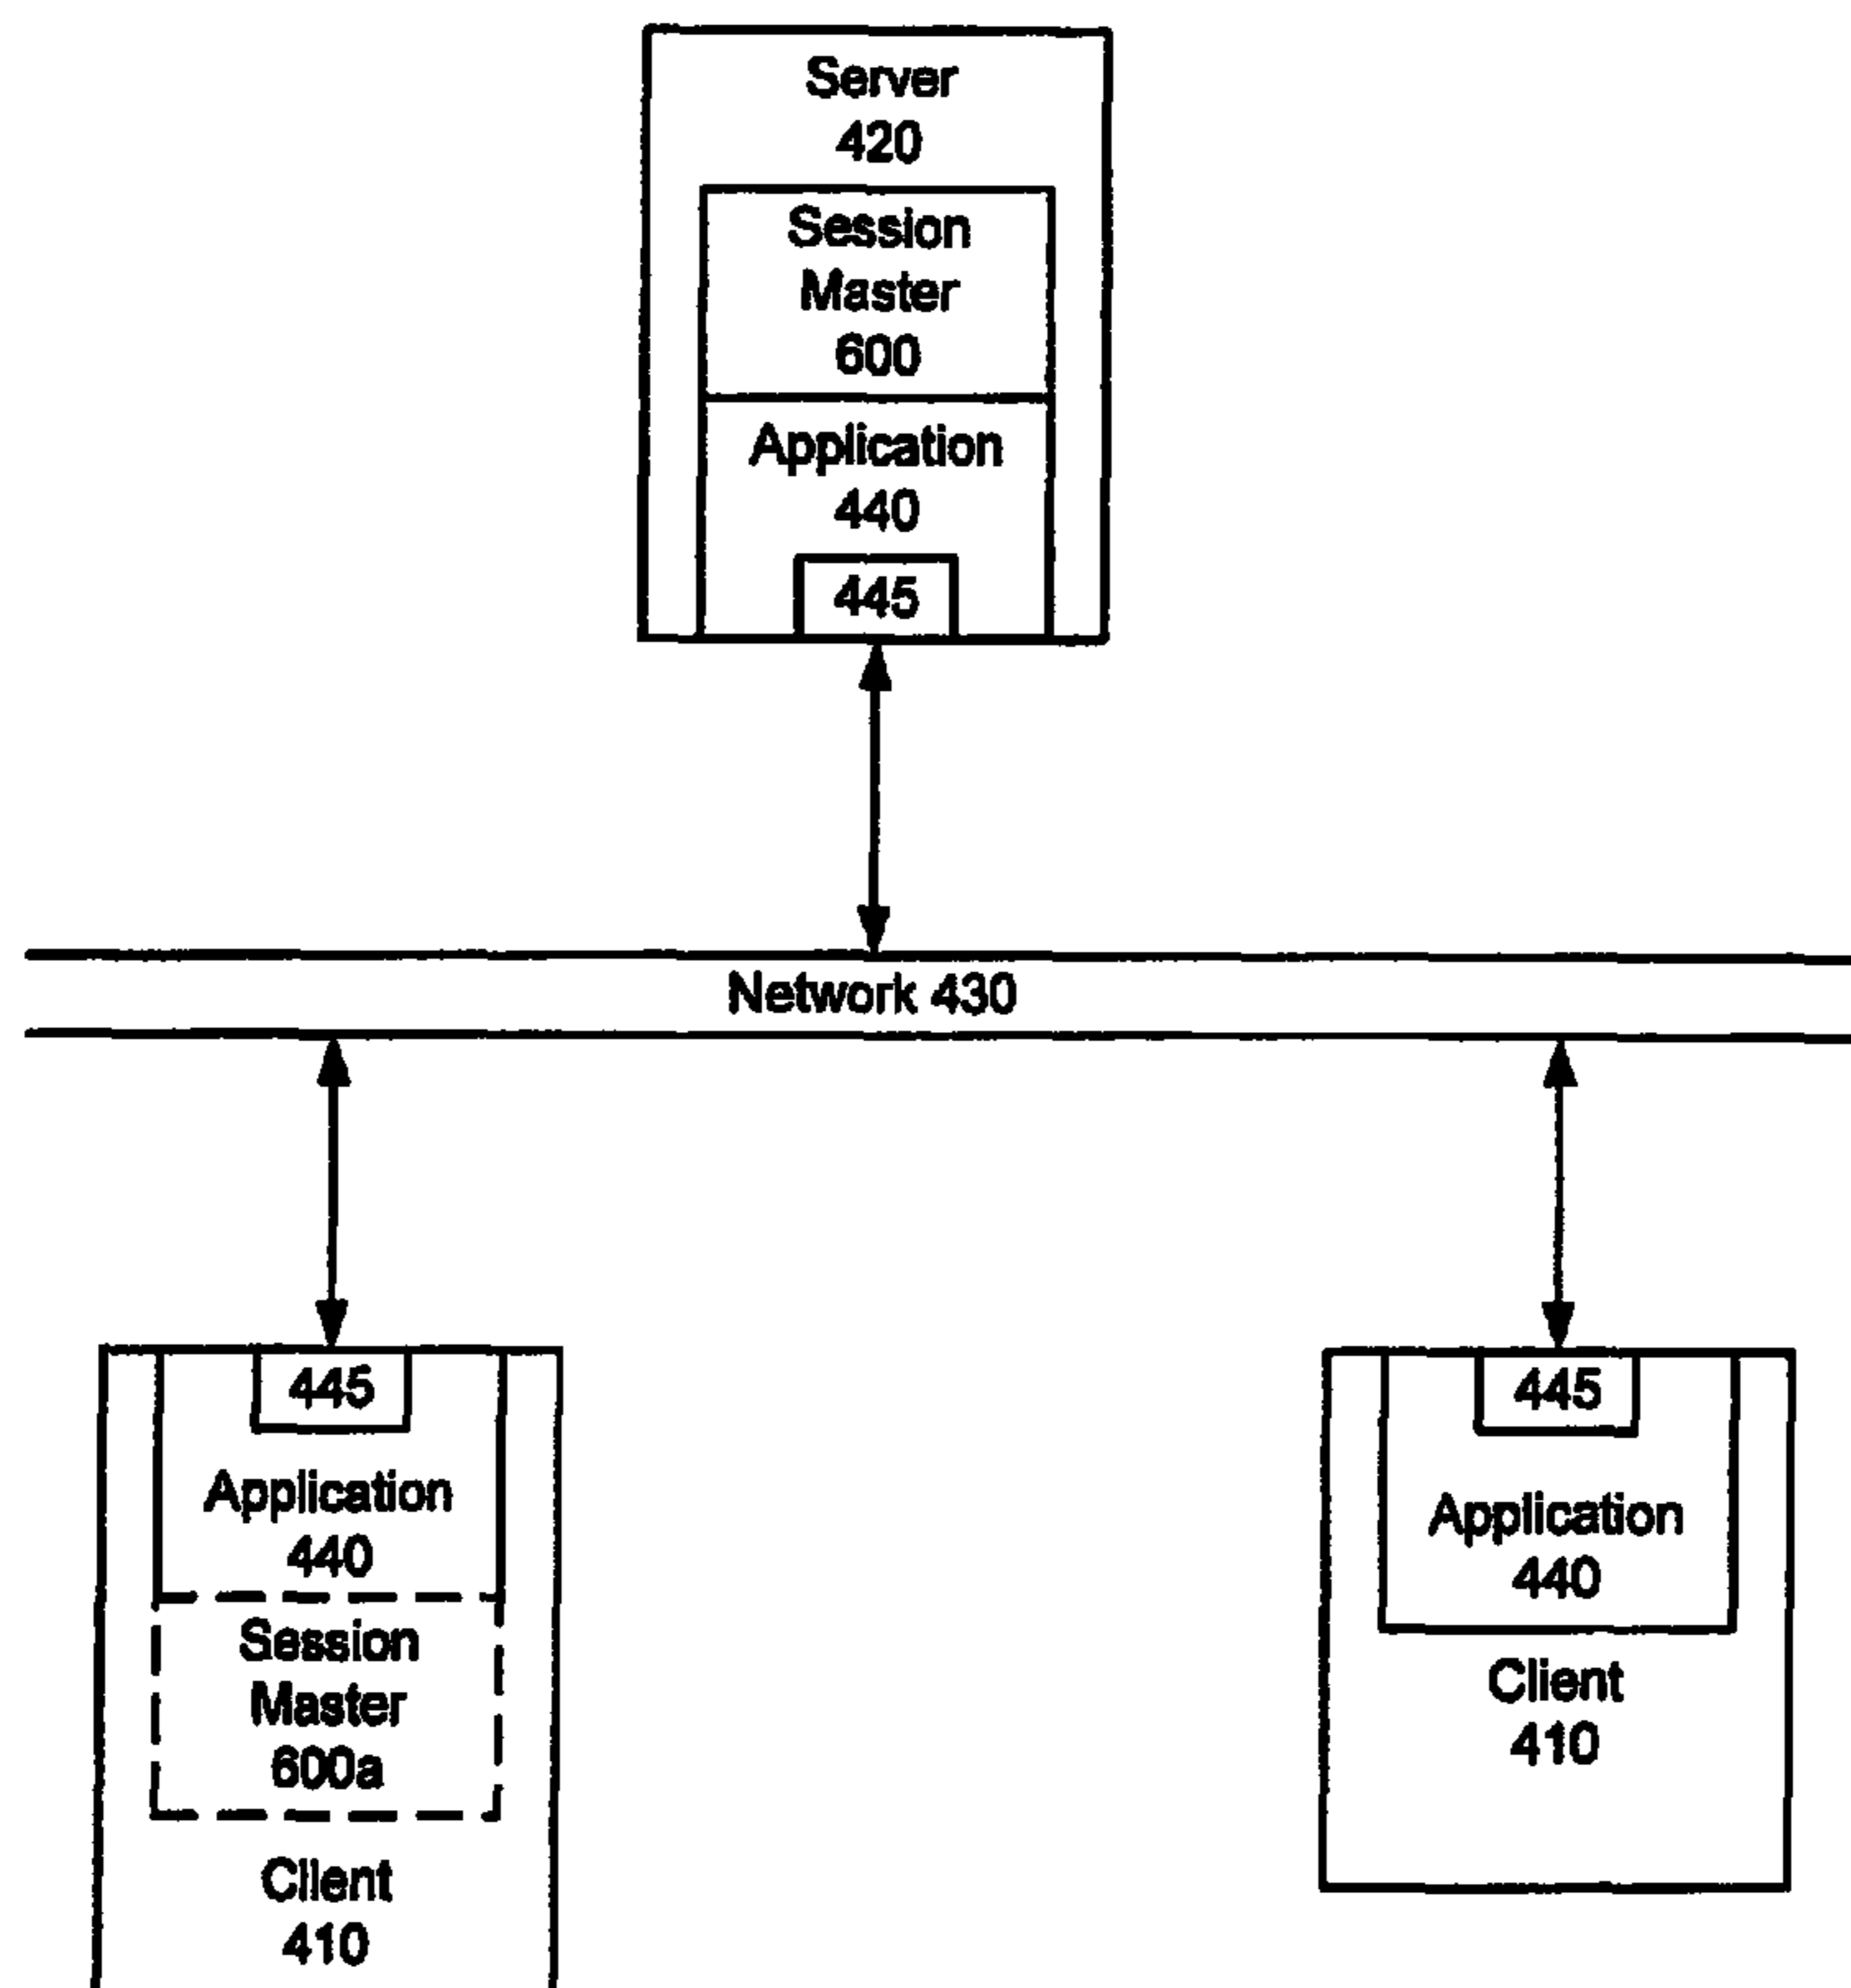 Server
420
Session
Master
600
Application
440
445
Network 430
445
Application
440
Session
Master
600a
Client
410
445
Application
440
Client
410